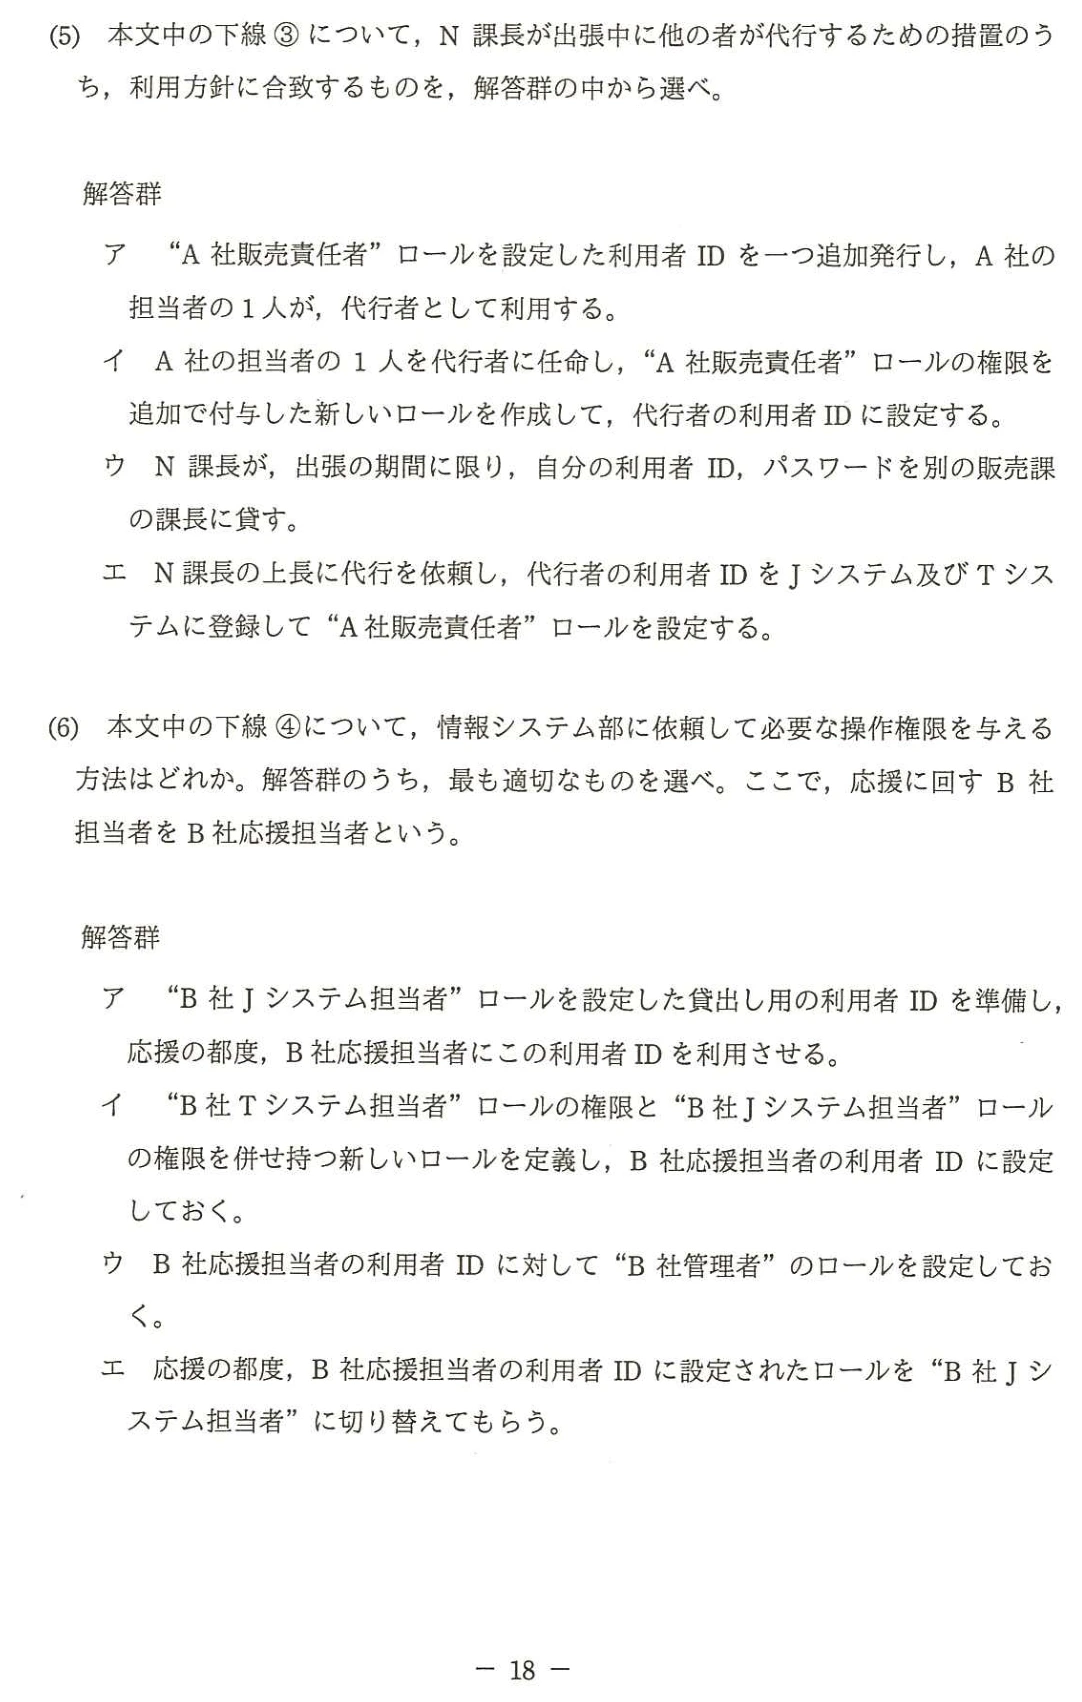 (5) 本文中の下線③について，N 課長が出張中に他の者が代行するための措置のう
ち，利用方針に合致するものを，解答群の中から選べ。
解答群
ア “A 社販売責任者” ロールを設定した利用者 ID を一つ追加発行し，A 社の
担当者の1人が，代行者として利用する。
イ A 社の担当者の 1 人を代行者に任命し，“A 社販売責任者” ロールの権限を
追加で付与した新しいロールを作成して，代行者の利用者 ID に設定する。
ウ N 課長が，出張の期間に限り，自分の利用者 ID，パスワードを別の販売課
の課長に貸す。
エ N 課長の上長に代行を依頼し，代行者の利用者 ID を J システム及び T シス
テムに登録して “A 社販売責任者” ロールを設定する。
(6) 本文中の下線④について，情報システム部に依頼して必要な操作権限を与える
方法はどれか。解答群のうち，最も適切なものを選べ。ここで，応援に回す B 社
担当者を B 社応援担当者という。
解答群
ア “B 社 J システム担当者” ロールを設定した貸出し用の利用者 ID を準備し，
応援の都度，B 社応援担当者にこの利用者 ID を利用させる。
イ “B 社 T システム担当者” ロールの権限と “B 社 J システム担当者” ロール
の権限を併せ持つ新しいロールを定義し，B 社応援担当者の利用者 ID に設定
しておく。
ウ B 社応援担当者の利用者 ID に対して “B 社管理者” のロールを設定してお
く。
エ 応援の都度，B 社応援担当者の利用者 ID に設定されたロールを “B 社 J シ
ステム担当者” に切り替えてもらう。
－ 18 －